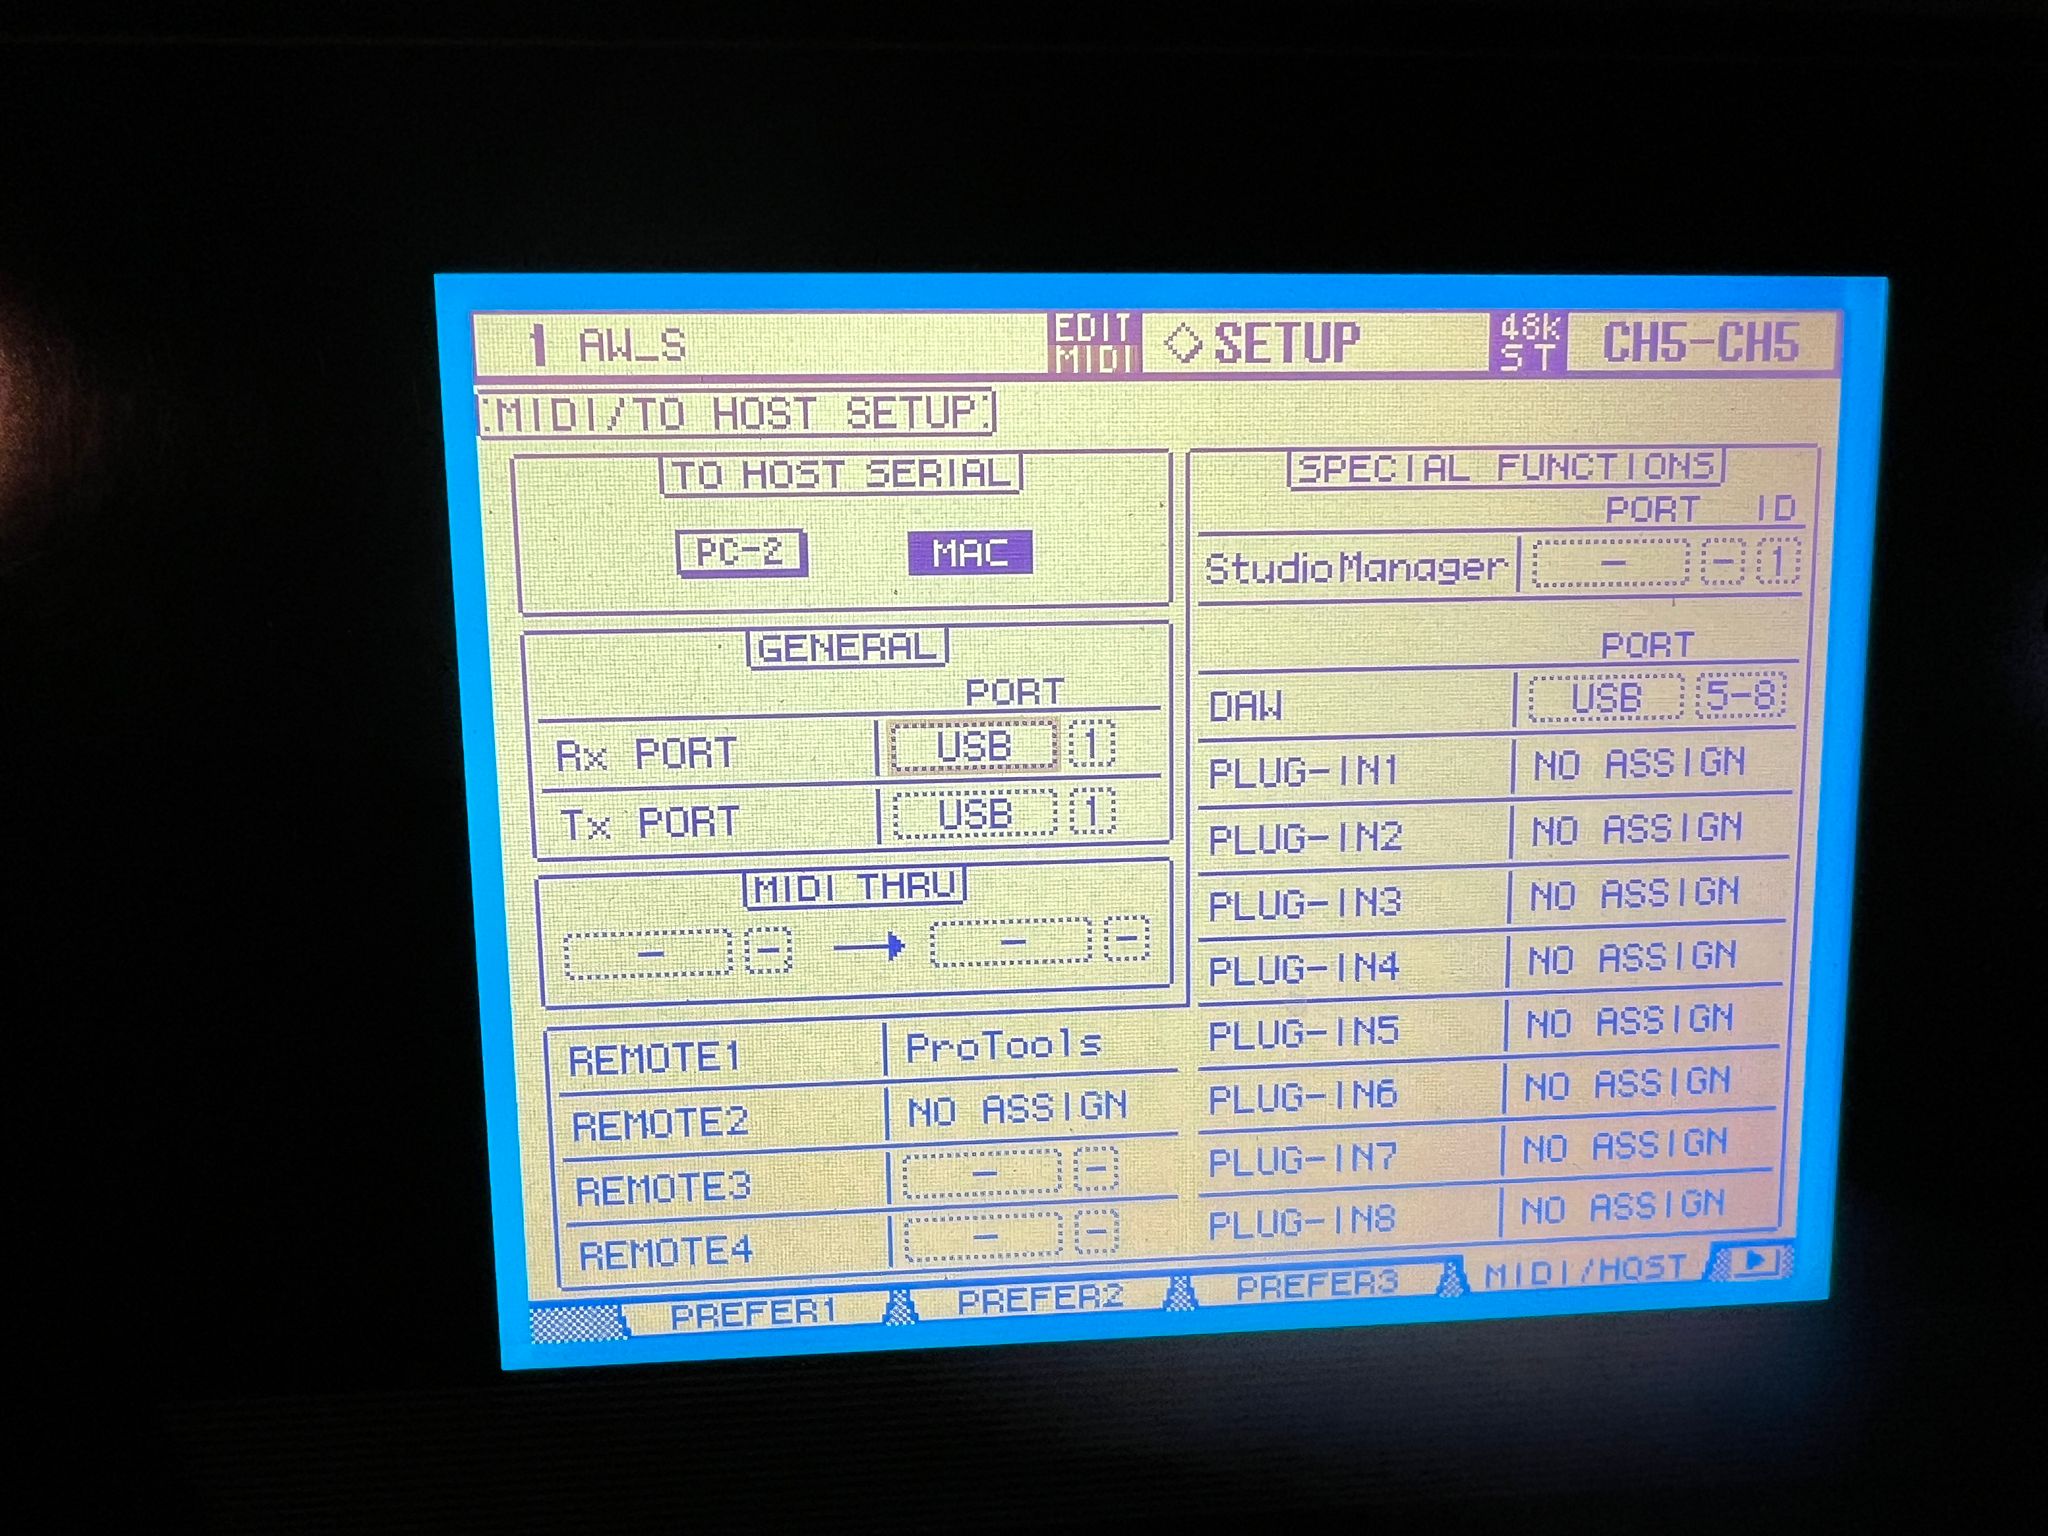 1 AW_S EDIT MIDI ◇SETUP 48k ST CH5-CH5
MIDI/TO HOST SETUP
TO HOST SERIAL
PC-2 MAC
GENERAL
PORT
Rx PORT USB 1
Tx PORT USB 1
MIDI THRU
- - → - -
REMOTE1 ProTools
REMOTE2 NO ASSIGN
REMOTE3 - -
REMOTE4 - -
SPECIAL FUNCTIONS
PORT ID
StudioManager - - 1
PORT
DAW USB 5-8
PLUG-IN1 NO ASSIGN
PLUG-IN2 NO ASSIGN
PLUG-IN3 NO ASSIGN
PLUG-IN4 NO ASSIGN
PLUG-IN5 NO ASSIGN
PLUG-IN6 NO ASSIGN
PLUG-IN7 NO ASSIGN
PLUG-IN8 NO ASSIGN
PREFER1 PREFER2 PREFER3 MIDI/HOST